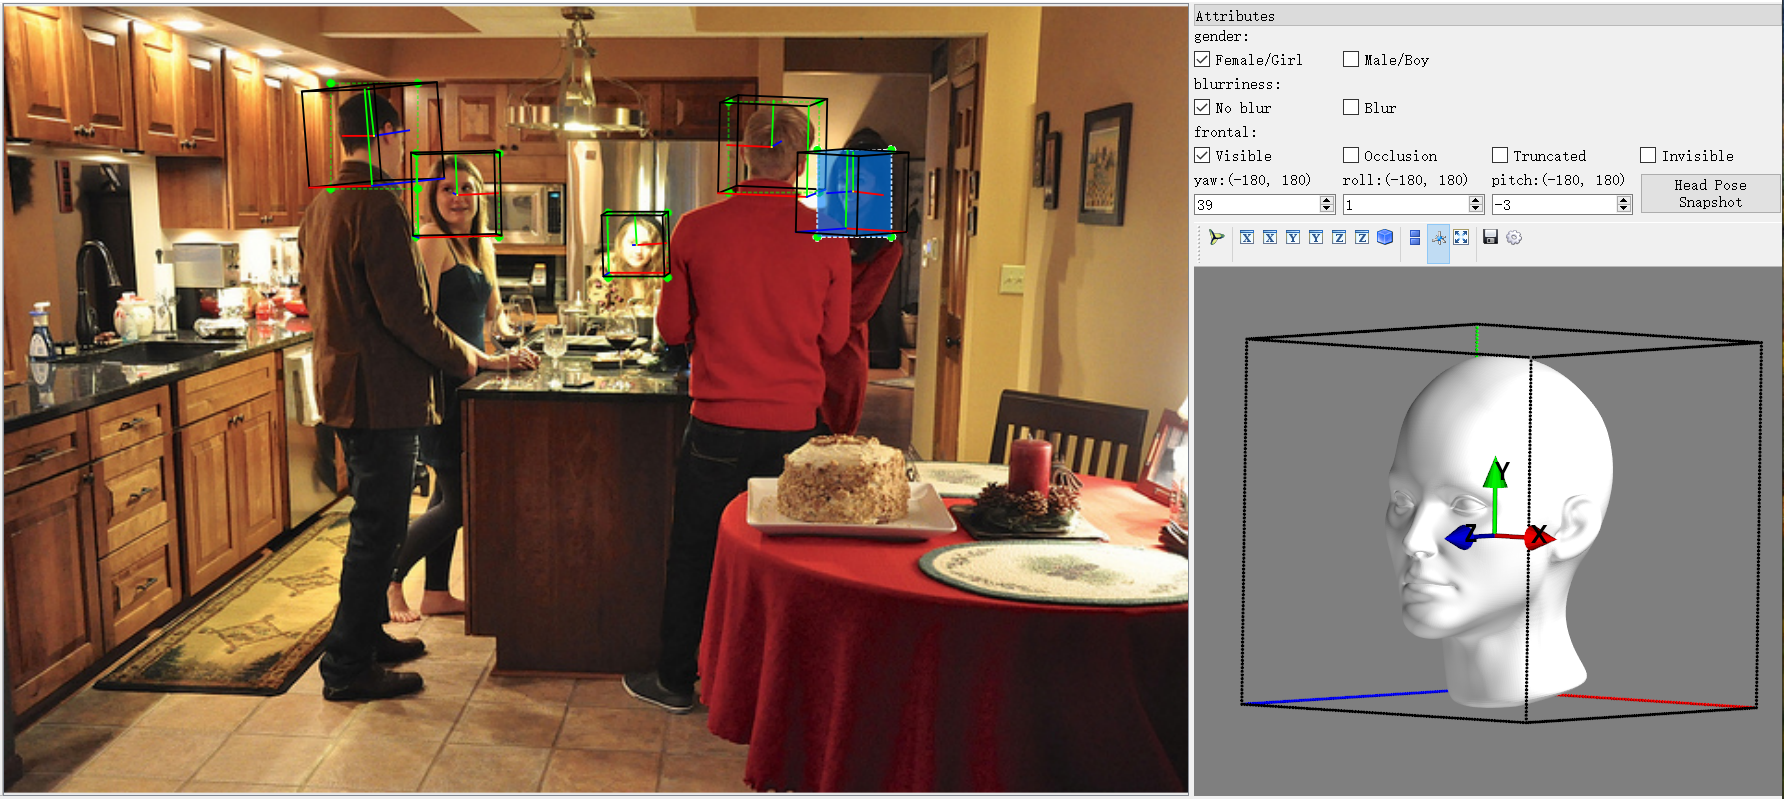 Attributes
gender:
Female/Girl Male/Boy
blurriness:
No blur Blur
frontal:
Visible Occlusion Truncated Invisible
yaw:(-180, 180) roll:(-180, 180) pitch:(-180, 180) Head Pose Snapshot
39 1 -3
X X Y Y Z Z
Y
Z X